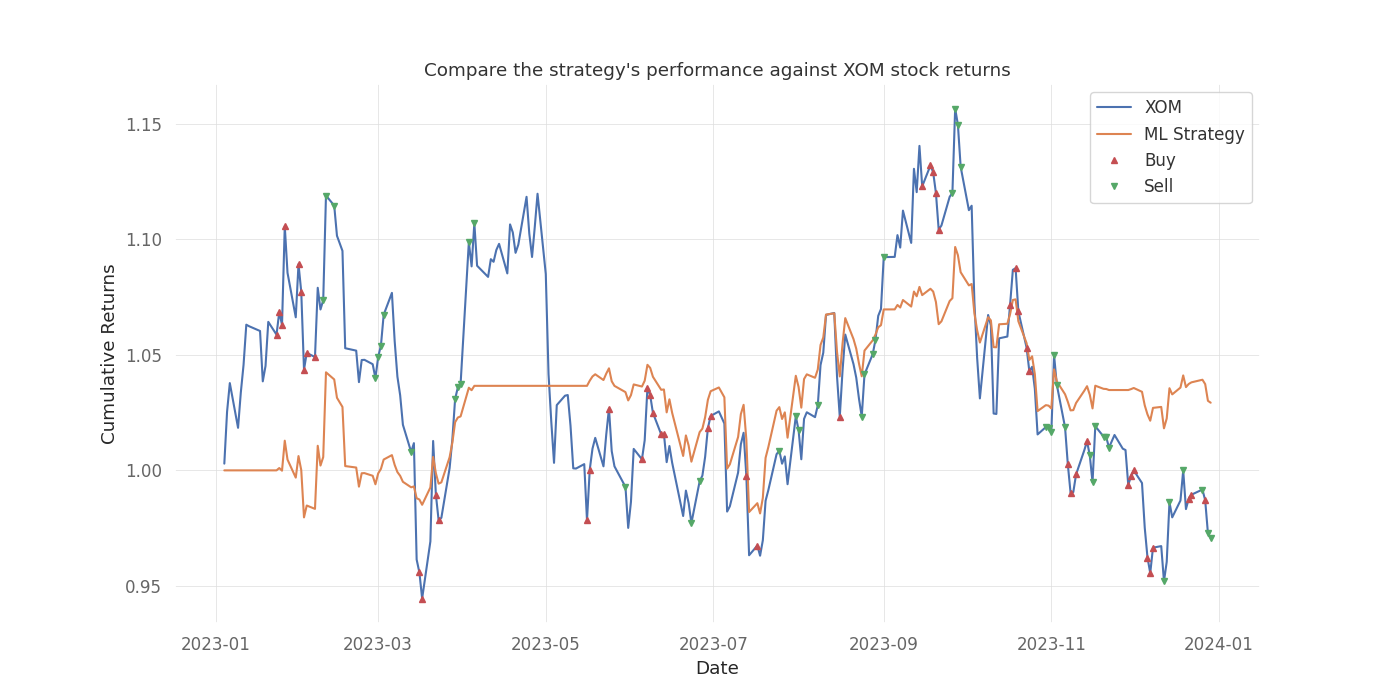 Compare the strategy's performance against XOM stock returns
XOM
ML Strategy
Buy
Sell
1.15
1.10
1.05
1.00
0.95
Cumulative Returns
2023-01
2023-03
2023-05
2023-07
2023-09
2023-11
2024-01
Date